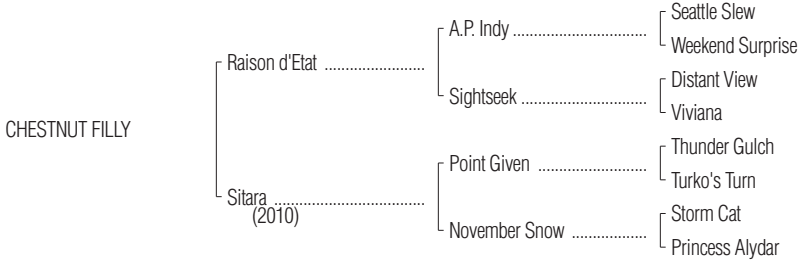 CHESTNUT FILLY
Raison d'Etat ........................
Sitara ....................................
(2010)
A.P. Indy ................................
Sightseek ..............................
Point Given ..........................
November Snow ..................
Seattle Slew
Weekend Surprise
Distant View
Viviana
Thunder Gulch
Turko's Turn
Storm Cat
Princess Alydar